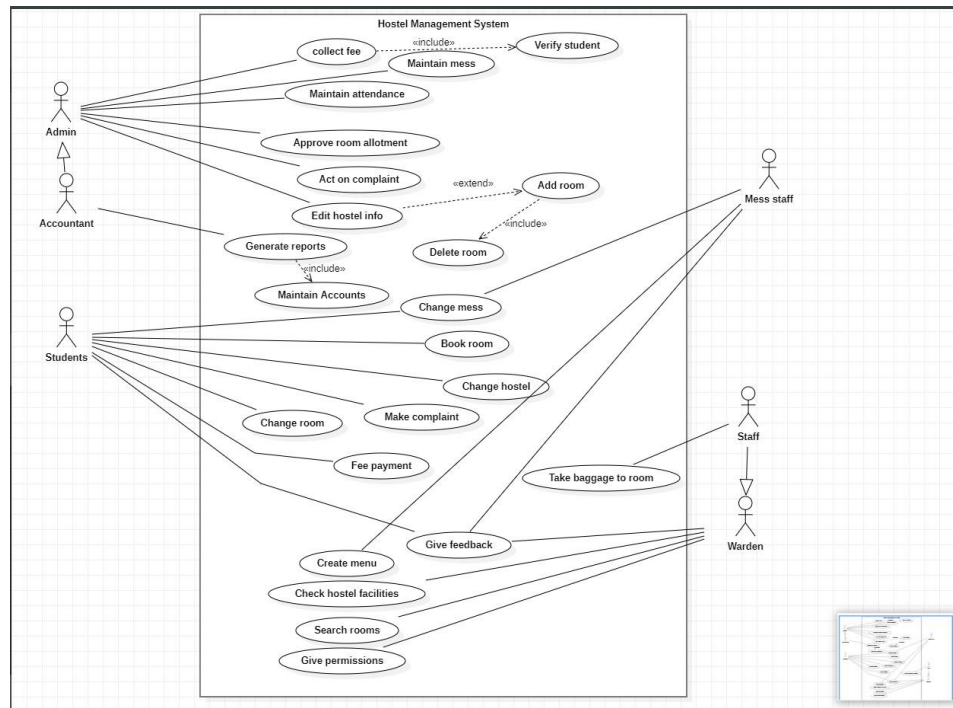 Hostel Management System
collect fee
«include»
Verify student
Maintain mess
Maintain attendance
Admin
Approve room allotment
Act on complaint
«extend»
Add room
Mess staff
Accountant
Edit hostel info
«include»
Generate reports
Delete room
«include»
Maintain Accounts
Change mess
Students
Book room
Change hostel
Change room
Make complaint
Staff
Fee payment
Take baggage to room
Give feedback
Warden
Create menu
Check hostel facilities
Search rooms
Give permissions